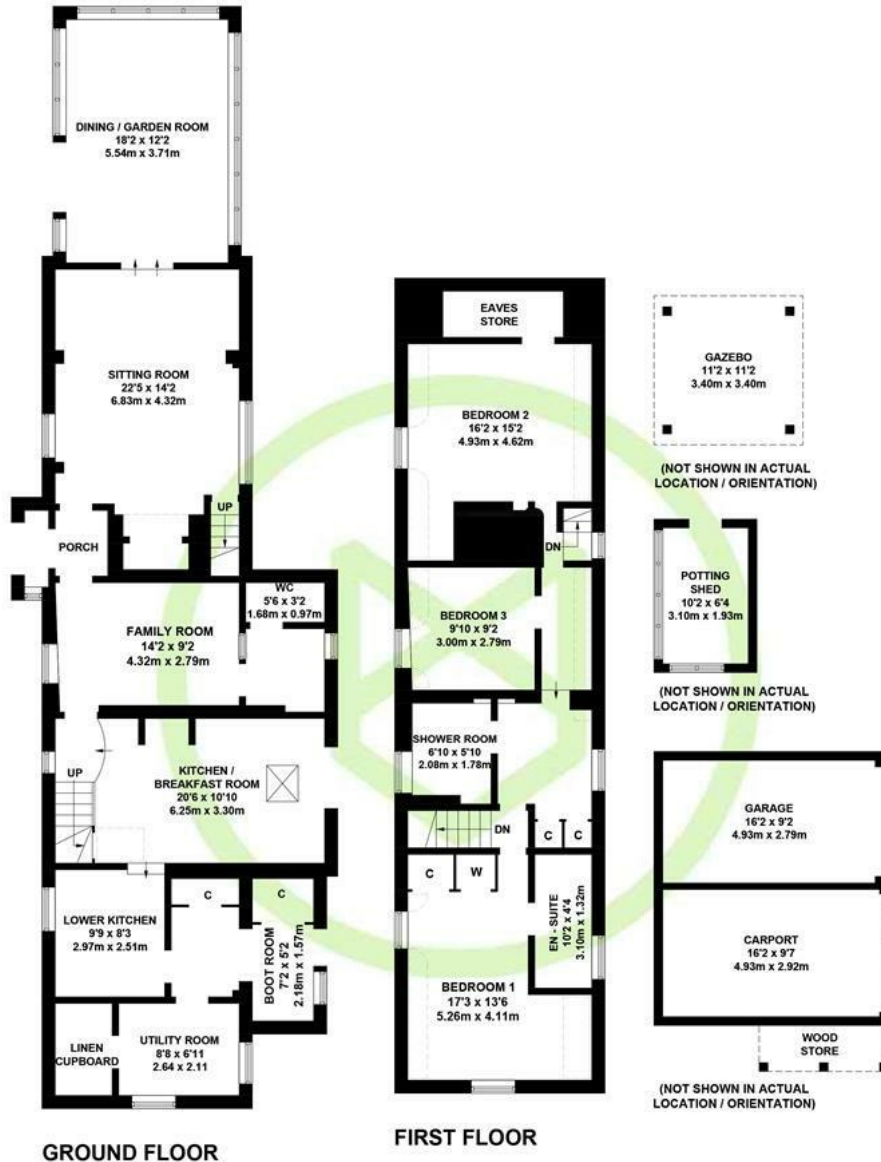 DINING / GARDEN ROOM
18'2 x 12'2
5.54m x 3.71m
SITTING ROOM
22'5 x 14'2
6.83m x 4.32m
UP
PORCH
WC
5'6 x 3'2
1.68m x 0.97m
FAMILY ROOM
14'2 x 9'2
4.32m x 2.79m
UP
KITCHEN /
BREAKFAST ROOM
20'6 x 10'10
6.25m x 3.30m
LOWER KITCHEN
9'9 x 8'3
2.97m x 2.51m
C
C
BOOT ROOM
7'2 x 5'2
2.18m x 1.57m
LINEN
CUPBOARD
UTILITY ROOM
8'8 x 6'11
2.64 x 2.11
GROUND FLOOR
EAVES
STORE
BEDROOM 2
16'2 x 15'2
4.93m x 4.62m
DN
BEDROOM 3
9'10 x 9'2
3.00m x 2.79m
SHOWER ROOM
6'10 x 5'10
2.08m x 1.78m
DN
C
C
C
W
EN - SUITE
10'2 x 4'4
3.10m x 1.32m
BEDROOM 1
17'3 x 13'6
5.26m x 4.11m
FIRST FLOOR
GAZEBO
11'2 x 11'2
3.40m x 3.40m
(NOT SHOWN IN ACTUAL
LOCATION / ORIENTATION)
POTTING
SHED
10'2 x 6'4
3.10m x 1.93m
(NOT SHOWN IN ACTUAL
LOCATION / ORIENTATION)
GARAGE
16'2 x 9'2
4.93m x 2.79m
CARPORT
16'2 x 9'7
4.93m x 2.92m
WOOD
STORE
(NOT SHOWN IN ACTUAL
LOCATION / ORIENTATION)